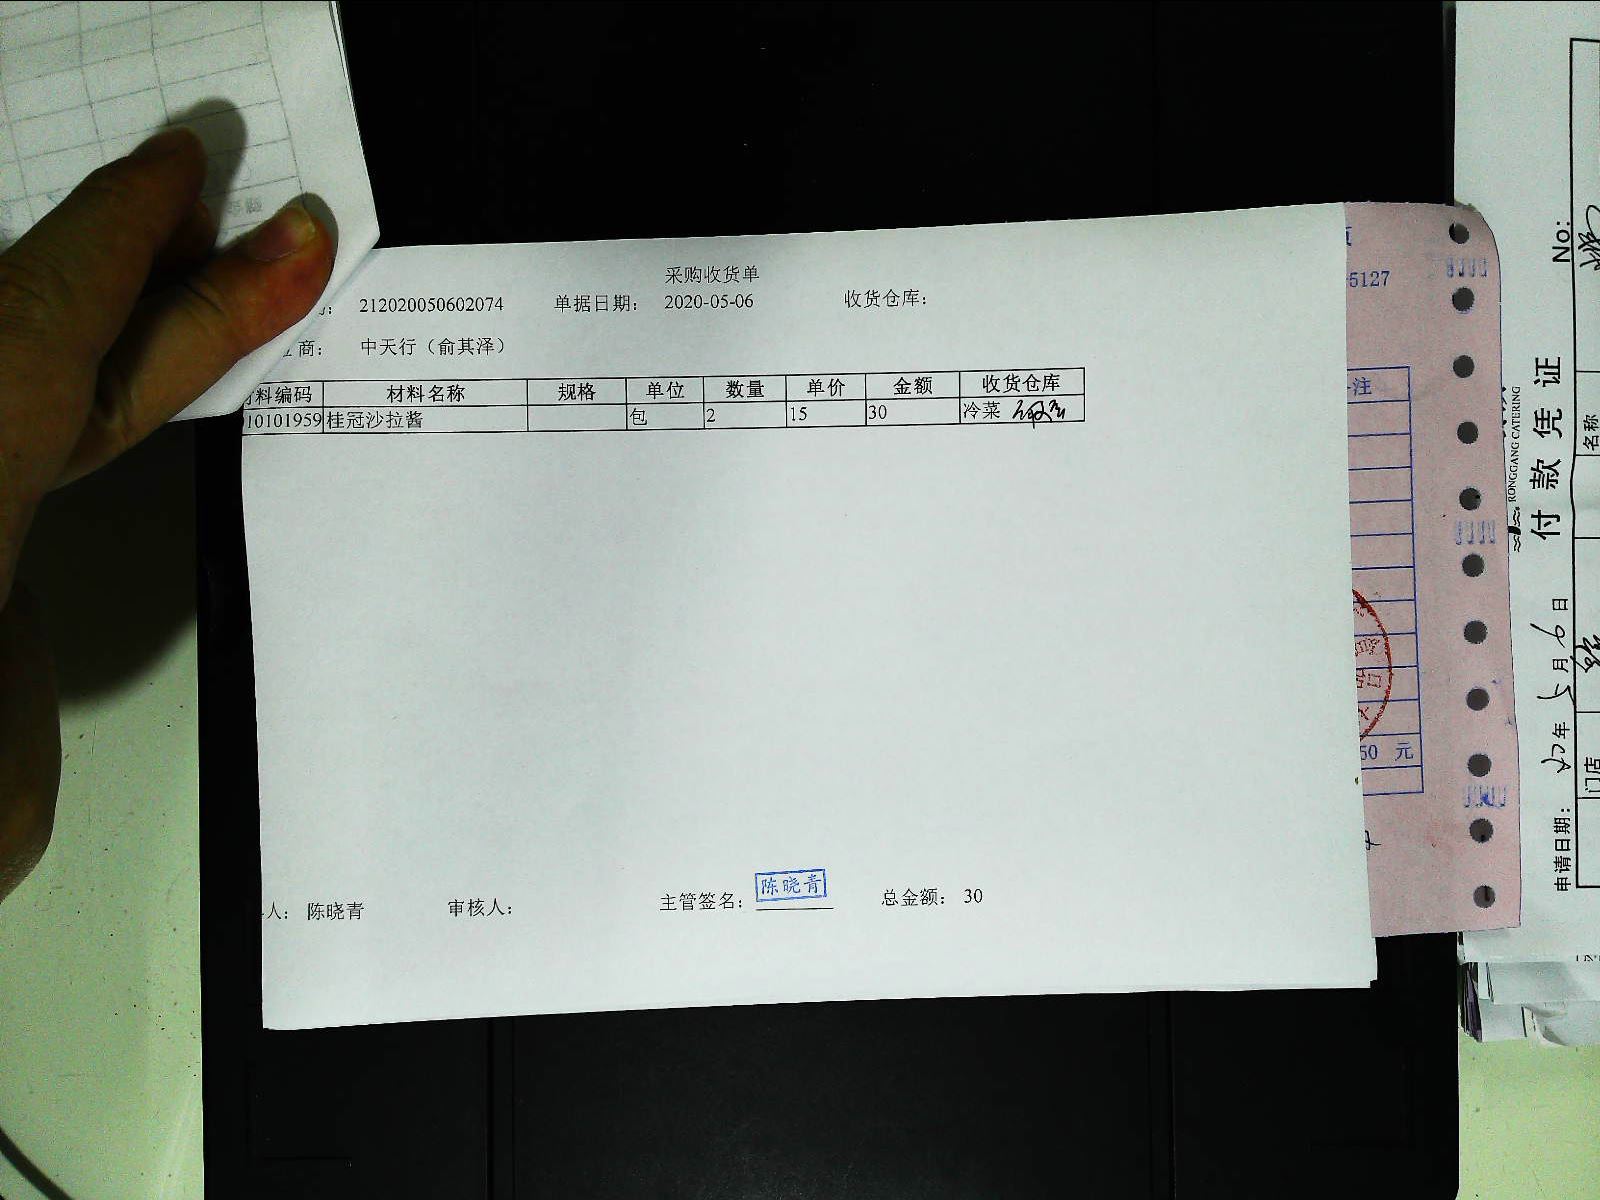 采购收货单
212020050602074 单据日期: 2020-05-06 收货仓库:
商: 中天行（俞其泽）
料编码 材料名称 规格 单位 数量 单价 金额 收货仓库
10101959 桂冠沙拉酱 包 2 15 30 冷菜
人: 陈晓青 审核人: 主管签名: 陈晓青 总金额: 30
5127
注
50 元
RONGGANG CATERING
付款凭证
No:
申请日期: 年 5 月 9 日
名称
门店